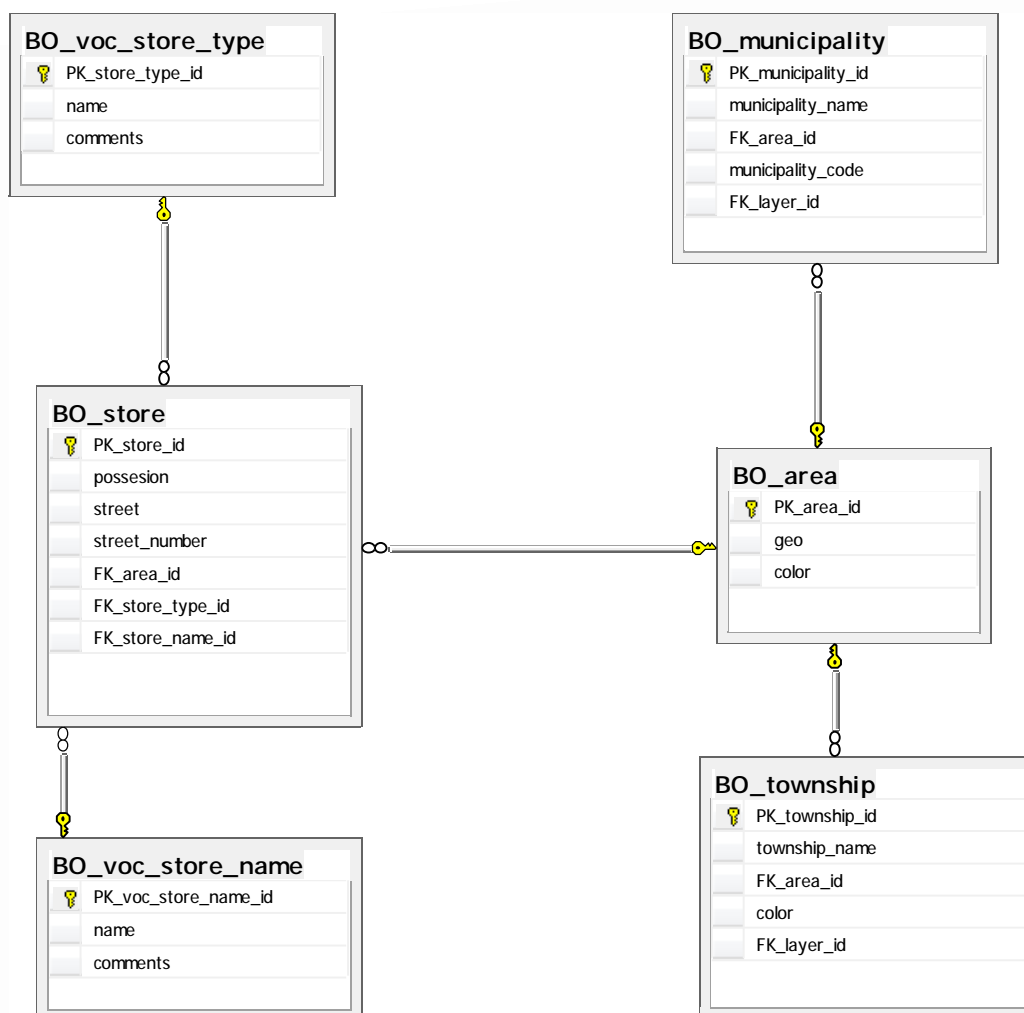 BO_voc_store_type
PK_store_type_id
name
comments
BO_municipality
PK_municipality_id
municipality_name
FK_area_id
municipality_code
FK_layer_id
BO_store
PK_store_id
possesion
street
street_number
FK_area_id
FK_store_type_id
FK_store_name_id
BO_area
PK_area_id
geo
color
BO_voc_store_name
PK_voc_store_name_id
name
comments
BO_township
PK_township_id
township_name
FK_area_id
color
FK_layer_id